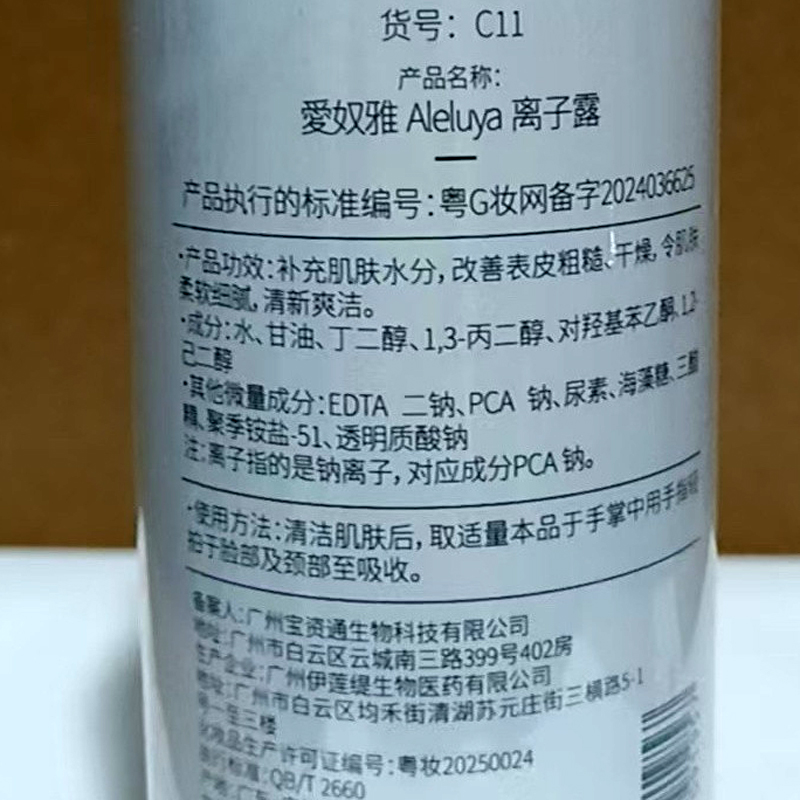 货号：C11
产品名称：
愛奴雅 Aleluya 离子露
产品执行的标准编号：粤G妆网备字2024036625
·产品功效：补充肌肤水分，改善表皮粗糙、干燥，令肌肤
柔软细腻，清新爽洁。
·成分：水、甘油、丁二醇、1,3-丙二醇、对羟基苯乙酮、1,2-
己二醇
·其他微量成分：EDTA 二钠、PCA 钠、尿素、海藻糖、三
精、聚季铵盐-51、透明质酸钠
注：离子指的是钠离子，对应成分PCA 钠。
·使用方法：清洁肌肤后，取适量本品于手掌中用手指
拍于脸部及颈部至吸收。
备案人：广州宝资通生物科技有限公司
地址：广州市白云区云城南三路399号402房
生产企业：广州伊莲缇生物医药有限公司
地址：广州市白云区均禾街清湖苏元庄街三横路5-1
一至三楼
化妆品生产许可证编号：粤妆20250024
执行标准：QB/T 2660